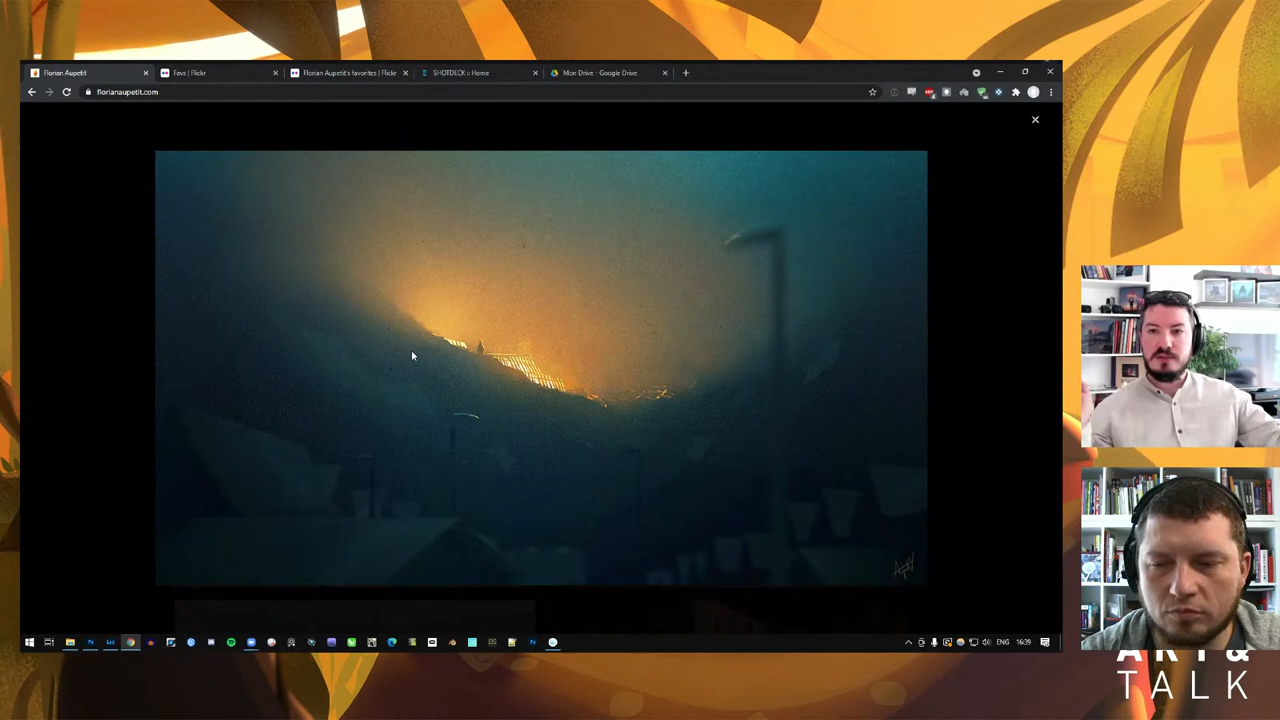 Florian Aupetit
Favs | Flickr
Florian Aupetit's favorites | Flickr
SHOTDECK :: Home
Mon Drive - Google Drive
florianaupetit.com
ENG
16:39
ART&
TALK